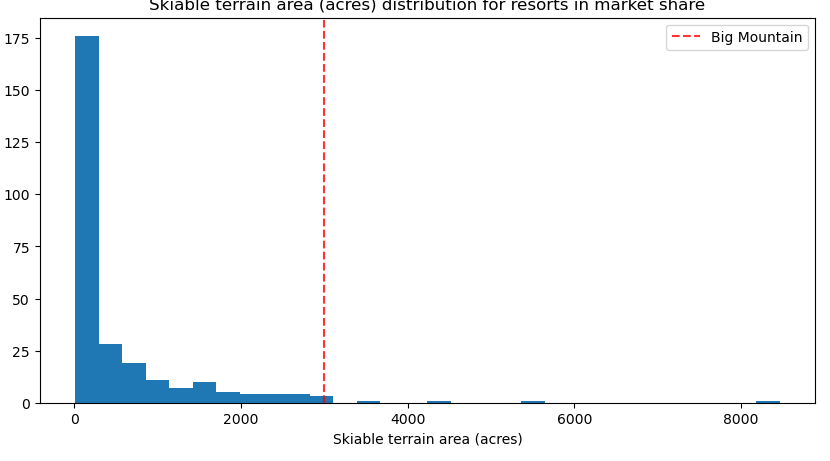 Skiable terrain area (acres) distribution for resorts in market share
175
150
125
100
75
50
25
0
Big Mountain
0 2000 4000 6000 8000
Skiable terrain area (acres)